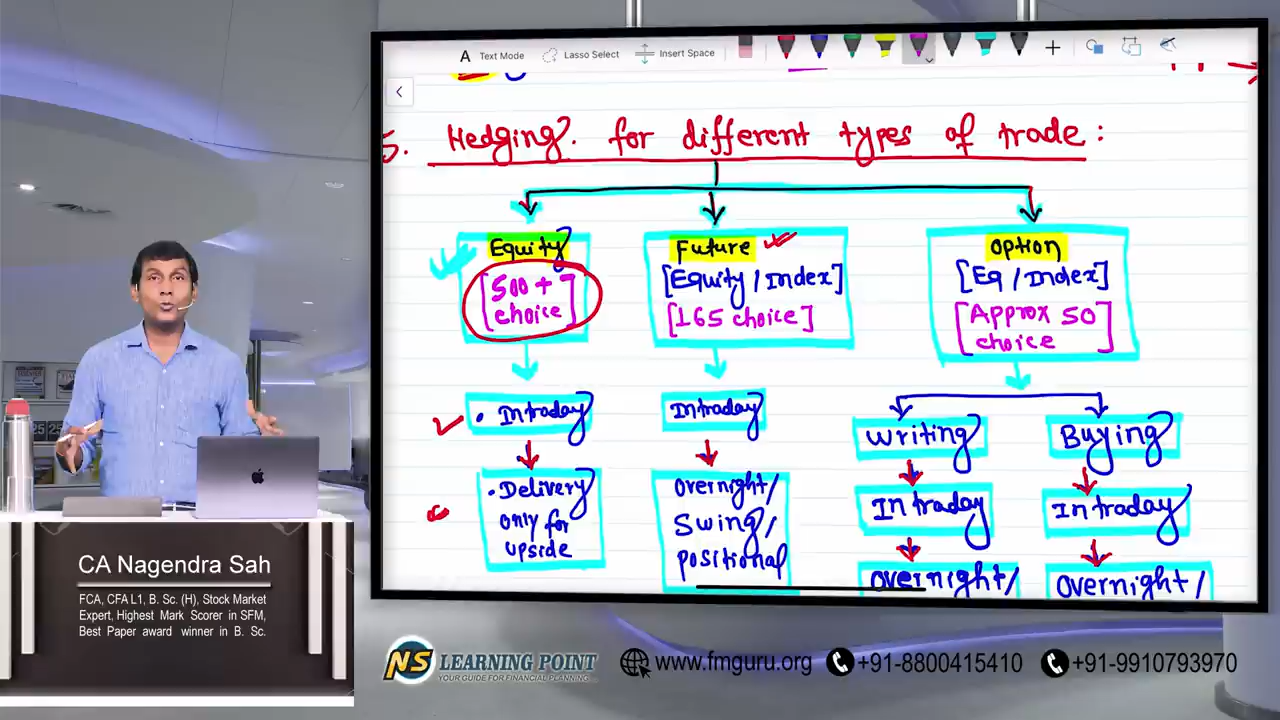 Text Mode
Lasso Select
Insert Space
5. Hedging for different types of trade :
Equity
[500 +
choice]
Future
[Equity / Index]
[165 choice]
option
[Eq / Index]
[Approx 50
choice]
• Intraday
Intraday
writing
Buying
• Delivery
only for
upside
overnight/
Swing/
positional
Intraday
Intraday
overnight/
overnight/
CA Nagendra Sah
FCA, CFA L1, B. Sc. (H), Stock Market
Expert, Highest Mark Scorer in SFM,
Best Paper award winner in B. Sc.
NS LEARNING POINT
YOUR GUIDE FOR FINANCIAL PLANNING....
www.fmguru.org
+91-8800415410
+91-9910793970